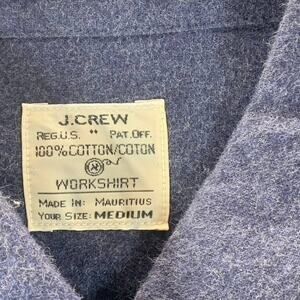 J.CREW
REG.U.S. " PAT.OFF.
100% COTTON/COTON
WORKSHIRT
MADE IN: MAURITIUS
YOUR SIZE: MEDIUM